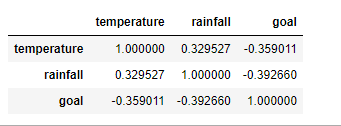 temperature rainfall goal
temperature 1.000000 0.329527 -0.359011
rainfall 0.329527 1.000000 -0.392660
goal -0.359011 -0.392660 1.000000